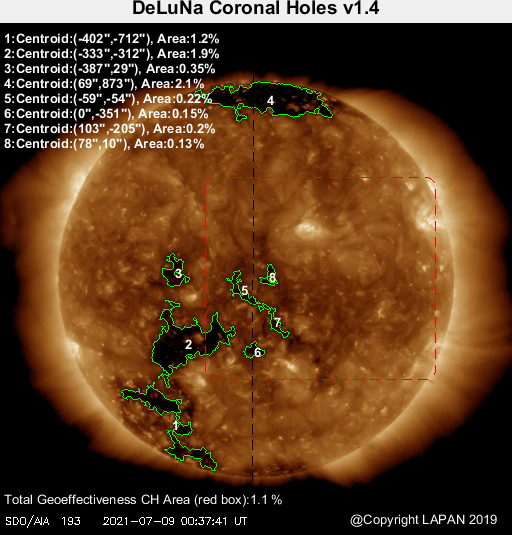 DeLuNa Coronal Holes v1.4
1:Centroid:(-402",-712"), Area:1.2%
2:Centroid:(-333",-312"), Area:1.9%
3:Centroid:(-387",29"), Area:0.35%
4:Centroid:(69",873"), Area:2.1%
5:Centroid:(-59",-54"), Area:0.22%
6:Centroid:(0",-351"), Area:0.15%
7:Centroid:(103",-205"), Area:0.2%
8:Centroid:(78",10"), Area:0.13%
4
3
8
5
7
2
6
1
Total Geoeffectiveness CH Area (red box):1.1 %
SDO/AIA 193 2021-07-09 00:37:41 UT
@Copyright LAPAN 2019